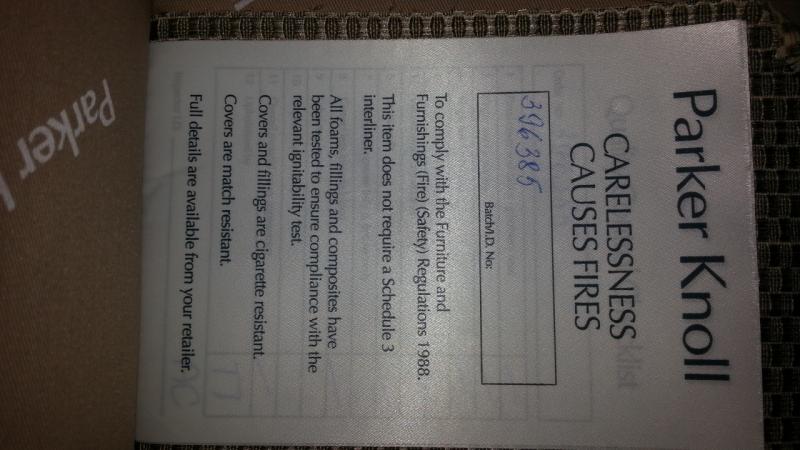 Parker Knoll
CARELESSNESS
CAUSES FIRES
396385
Batch/I.D. No:
To comply with the Furniture and
Furnishings (Fire) (Safety) Regulations 1988.
This item does not require a Schedule 3
interliner.
All foams, fillings and composites have
been tested to ensure compliance with the
relevant ignitability test.
Covers and fillings are cigarette resistant.
Covers are match resistant.
Full details are available from your retailer.
Parker